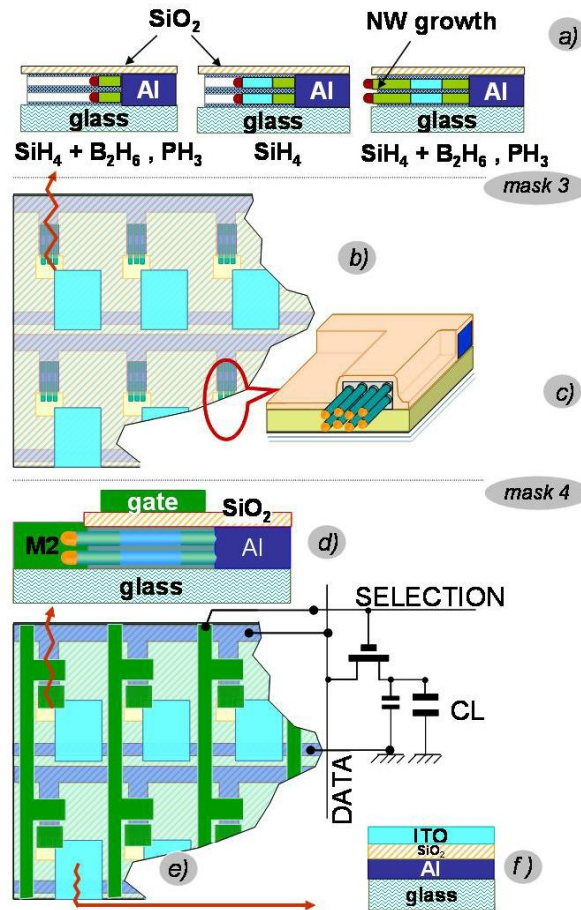 SiO₂ NW growth a)
Al Al Al
glass glass glass
SiH₄ + B₂H₆ , PH₃ SiH₄ SiH₄ + B₂H₆ , PH₃
mask 3
b)
c)
mask 4
gate
SiO₂
M2 Al d)
glass
SELECTION
CL
DATA
e)
ITO
SiO₂
Al
glass
f)